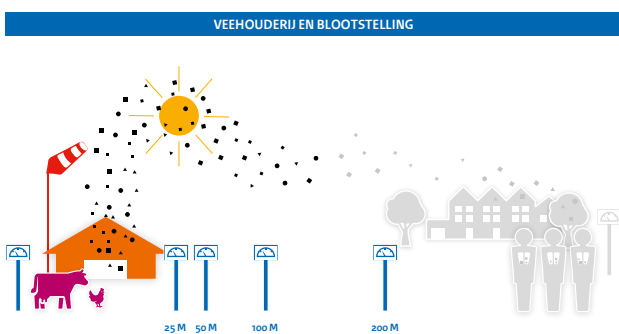 VEEHOUDERIJ EN BLOOTSTELLING
25 M 50 M 100 M 200 M